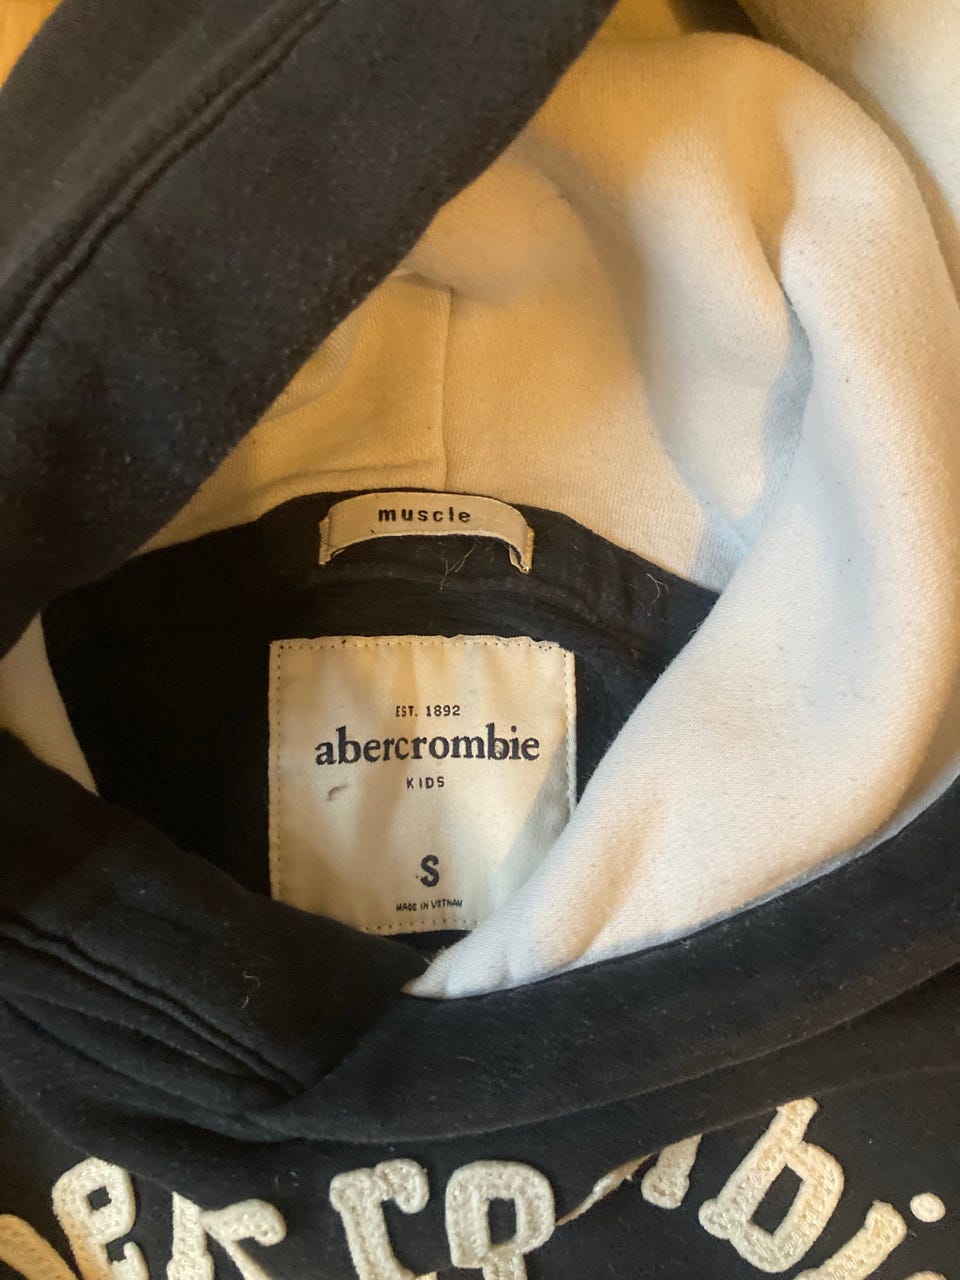 muscle
EST. 1892
abercrombie
KIDS
S
MADE IN VIETNAM